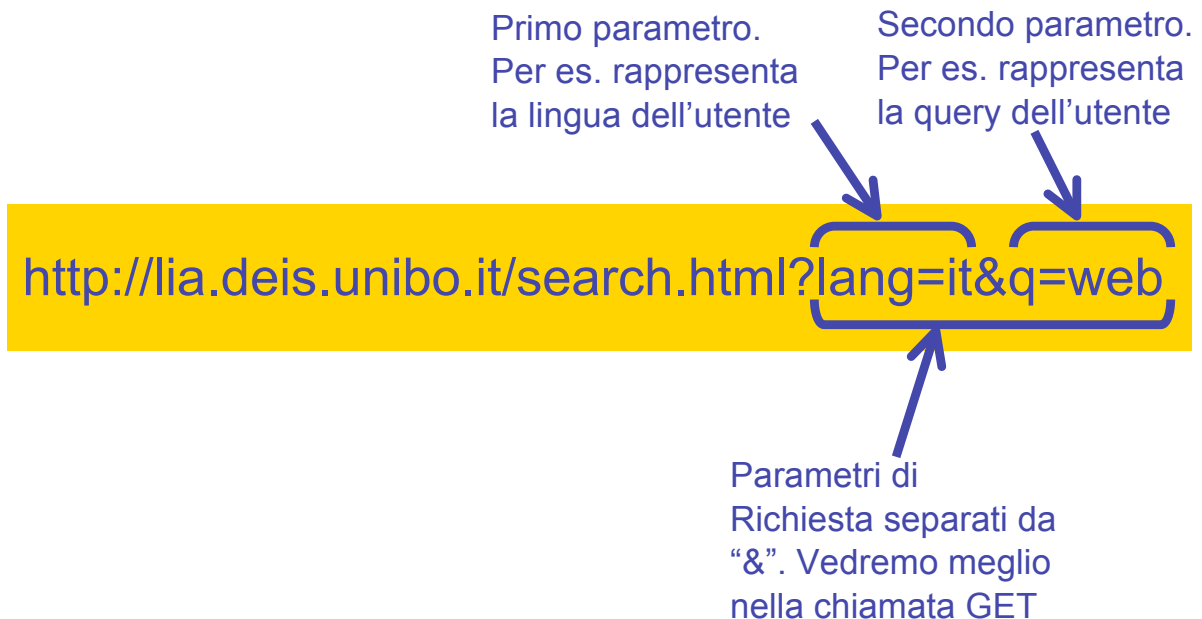 Primo parametro.
Per es. rappresenta
la lingua dell’utente
Secondo parametro.
Per es. rappresenta
la query dell’utente
http://lia.deis.unibo.it/search.html?lang=it&q=web
Parametri di
Richiesta separati da
“&”. Vedremo meglio
nella chiamata GET